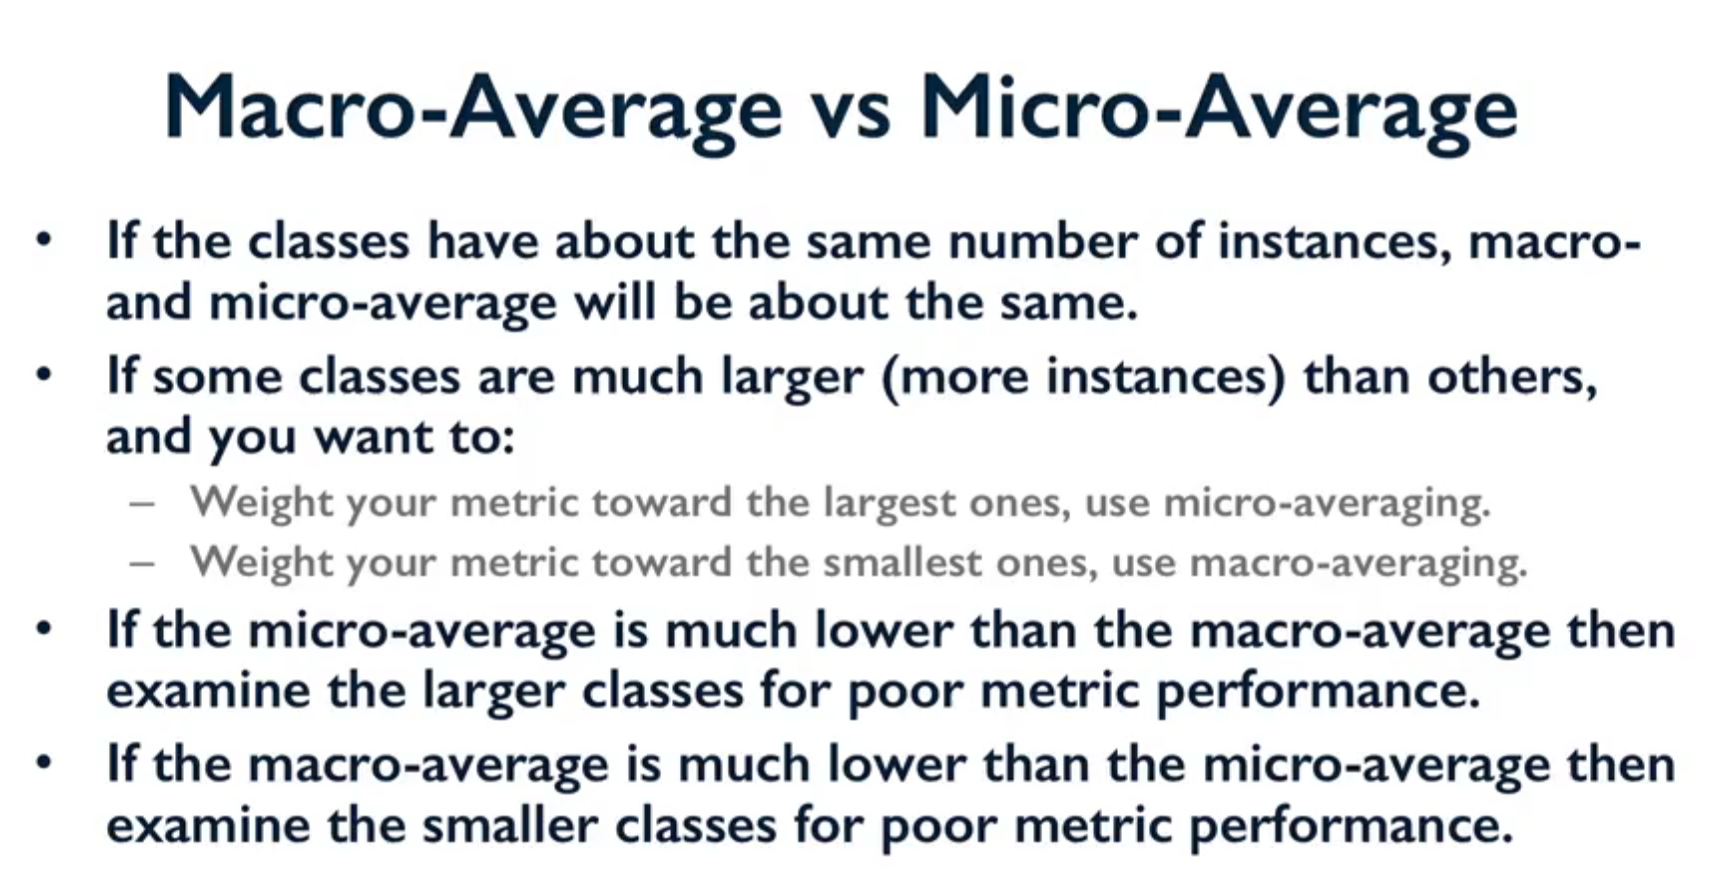 Macro-Average vs Micro-Average
• If the classes have about the same number of instances, macro-
and micro-average will be about the same.
• If some classes are much larger (more instances) than others,
and you want to:
– Weight your metric toward the largest ones, use micro-averaging.
– Weight your metric toward the smallest ones, use macro-averaging.
• If the micro-average is much lower than the macro-average then
examine the larger classes for poor metric performance.
• If the macro-average is much lower than the micro-average then
examine the smaller classes for poor metric performance.